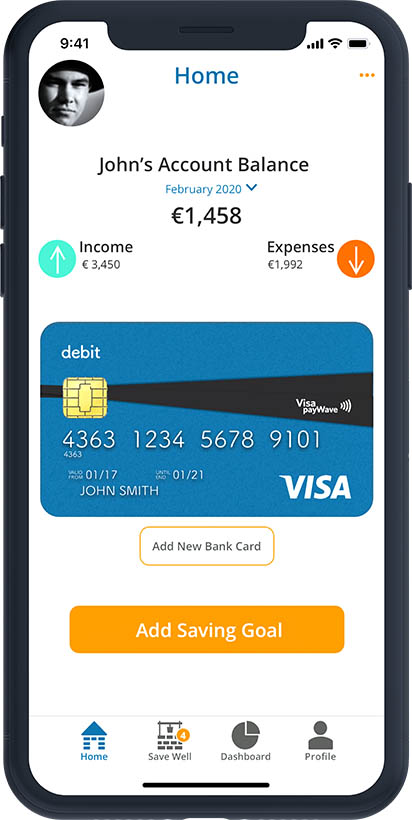 9:41
Home
John's Account Balance
February 2020
€1,458
Income
€ 3,450
Expenses
€1,992
debit
Visa
payWave
4363 1234 5678 9101
4363
VALID FROM 01/17 UNTIL END 01/21
JOHN SMITH
VISA
Add New Bank Card
Add Saving Goal
4
Home Save Well Dashboard Profile